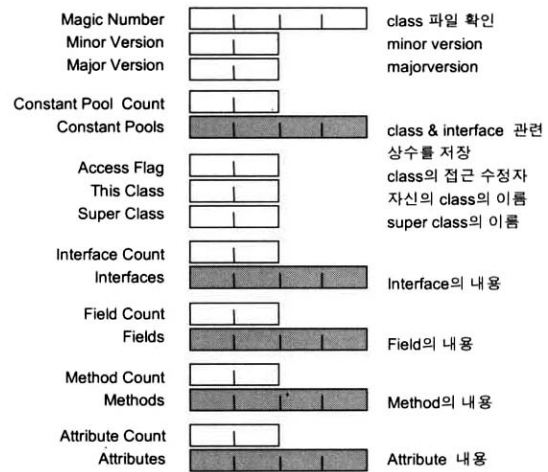 Magic Number class 파일 확인
Minor Version minor version
Major Version majorversion
Constant Pool Count
Constant Pools class & interface 관련
상수를 저장
Access Flag class의 접근 수정자
This Class 자신의 class의 이름
Super Class super class의 이름
Interface Count
Interfaces Interface의 내용
Field Count
Fields Field의 내용
Method Count
Methods Method의 내용
Attribute Count
Attributes Attribute 내용